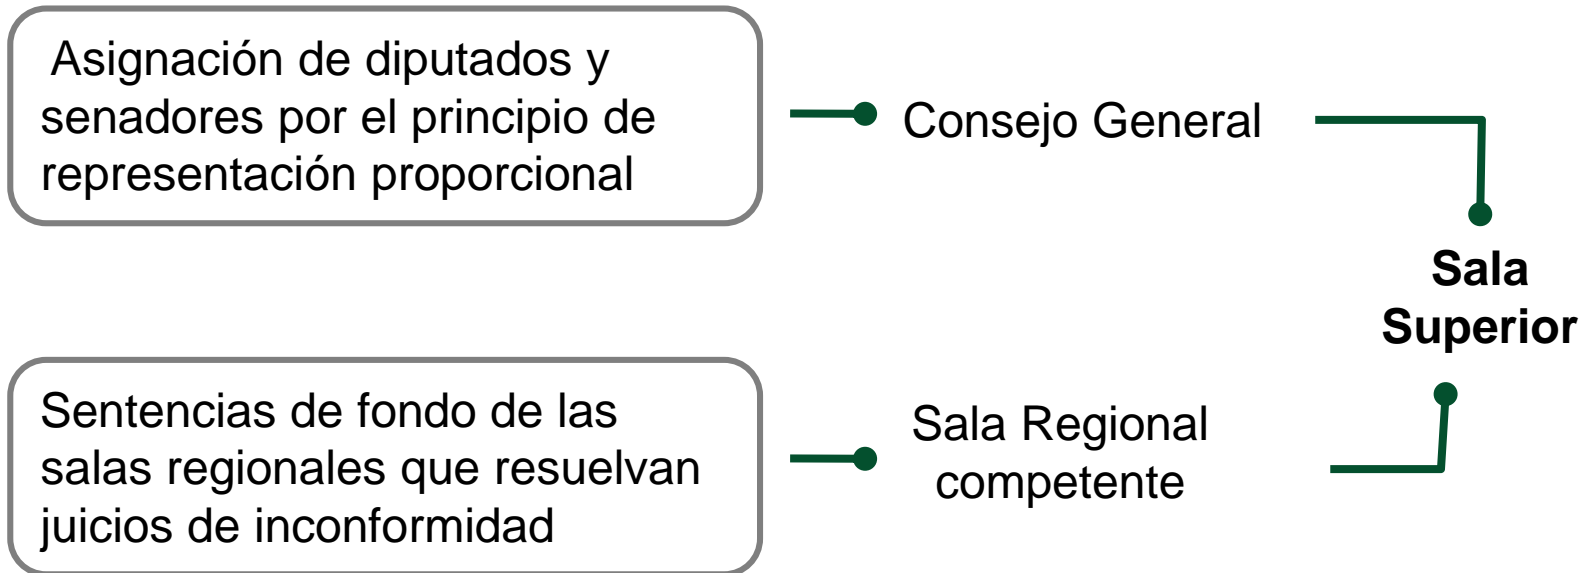 Asignación de diputados y
senadores por el principio de
representación proporcional
Consejo General
Sala
Superior
Sentencias de fondo de las
salas regionales que resuelvan
juicios de inconformidad
Sala Regional
competente